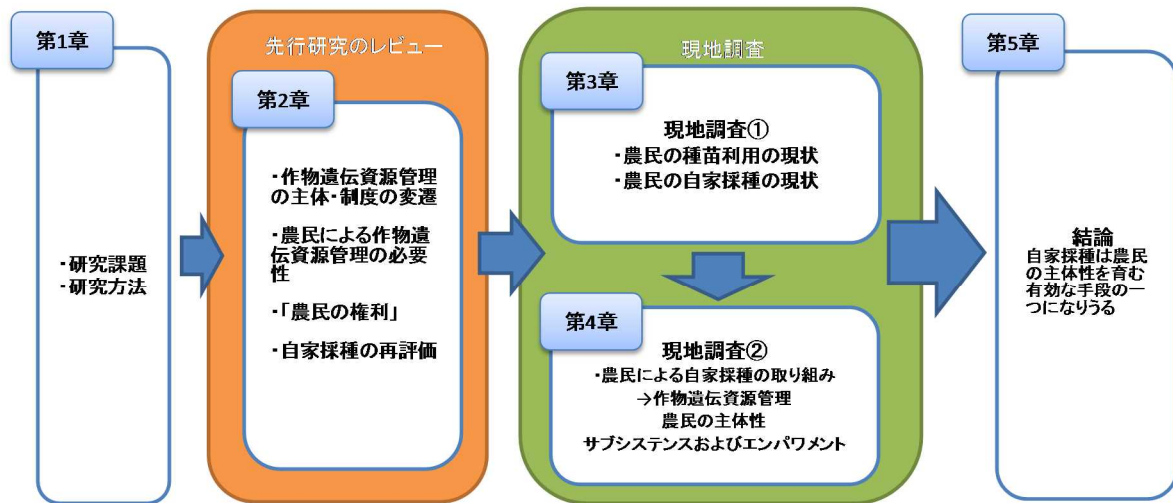 第1章
・研究課題
・研究方法
先行研究のレビュー
第2章
・作物遺伝資源管理
の主体・制度の変遷
・農民による作物遺
伝資源管理の必要
性
・「農民の権利」
・自家採種の再評価
現地調査
第3章
現地調査①
・農民の種苗利用の現状
・農民の自家採種の現状
第4章
現地調査②
・農民による自家採種の取り組み
→作物遺伝資源管理
農民の主体性
サブシステンスおよびエンパワメント
第5章
結論
自家採種は農民
の主体性を育む
有効な手段の一
つになりうる